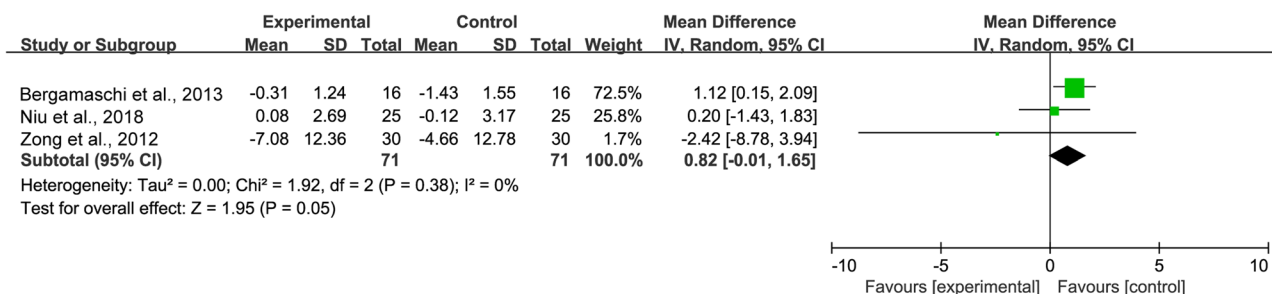 Experimental Control Mean Difference Mean Difference
Study or Subgroup Mean SD Total Mean SD Total Weight IV, Random, 95% CI IV, Random, 95% CI
Bergamaschi et al., 2013 -0.31 1.24 16 -1.43 1.55 16 72.5% 1.12 [0.15, 2.09]
Niu et al., 2018 0.08 2.69 25 -0.12 3.17 25 25.8% 0.20 [-1.43, 1.83]
Zong et al., 2012 -7.08 12.36 30 -4.66 12.78 30 1.7% -2.42 [-8.78, 3.94]
Subtotal (95% CI) 71 71 100.0% 0.82 [-0.01, 1.65]
Heterogeneity: Tau² = 0.00; Chi² = 1.92, df = 2 (P = 0.38); I² = 0%
Test for overall effect: Z = 1.95 (P = 0.05)
-10 -5 0 5 10
Favours [experimental] Favours [control]